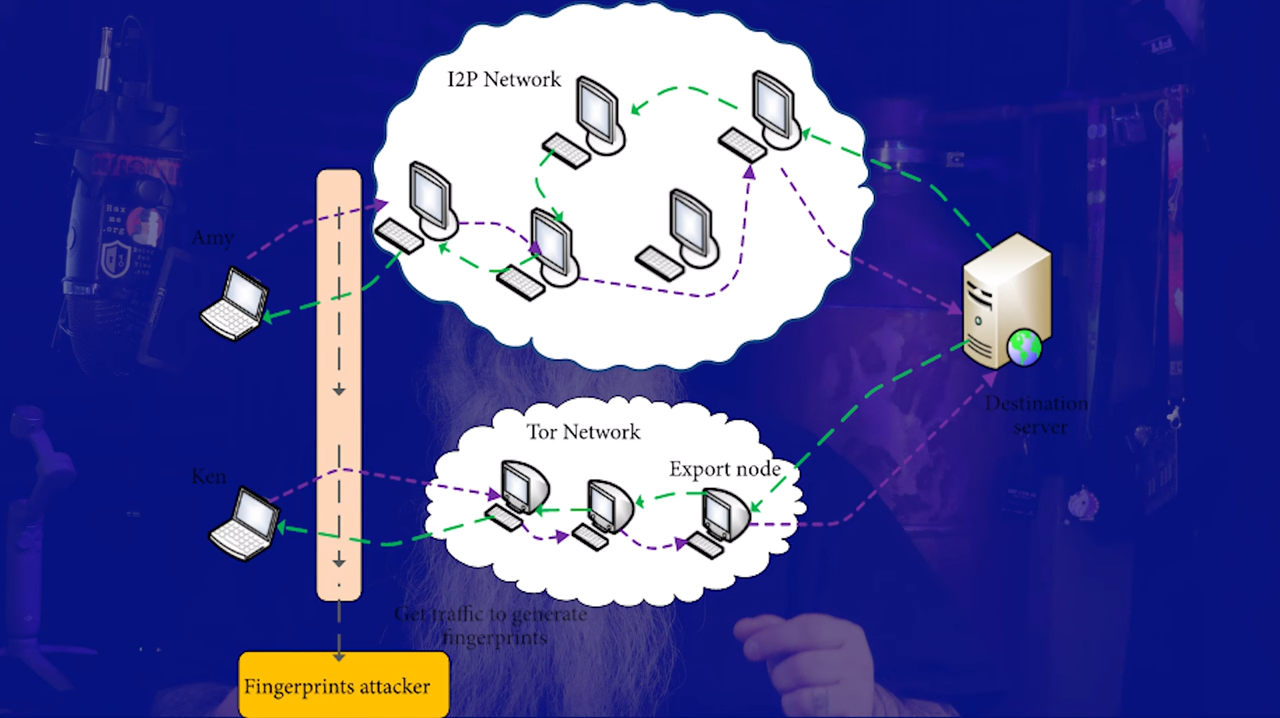 I2P Network
Amy
Destination
server
Tor Network
Export node
Ken
Get traffic to generate
fingerprints
Fingerprints attacker